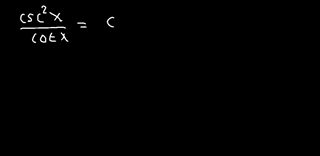 csc²x / cotx = c